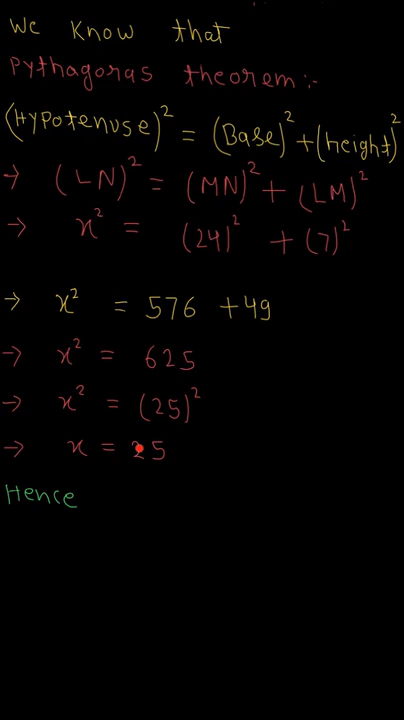 We Know that
Pythagoras theorem:-
(Hypotenuse)² = (Base)² + (height)²
→ (LN)² = (MN)² + (LM)²
→ x² = (24)² + (7)²
→ x² = 576 + 49
→ x² = 625
→ x² = (25)²
→ x = 25
Hence